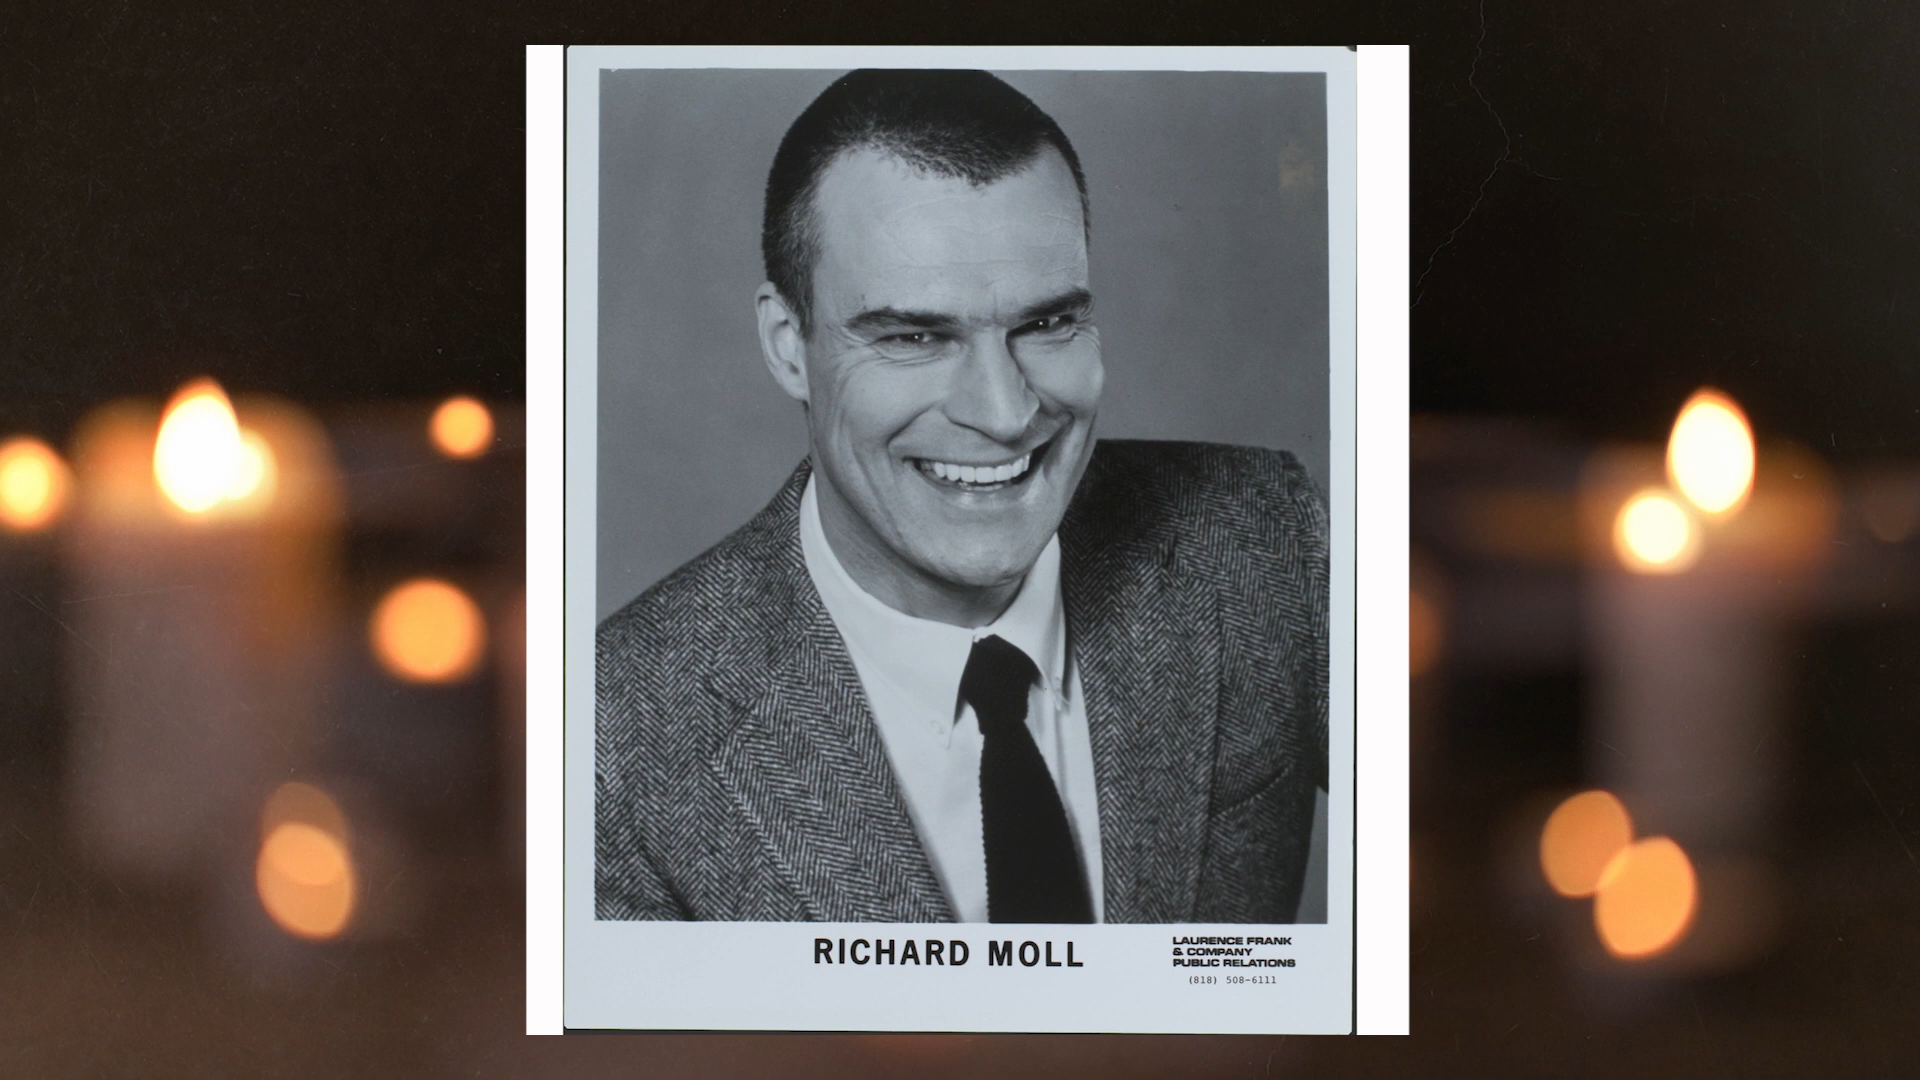 RICHARD MOLL
LAURENCE FRANK
& COMPANY
PUBLIC RELATIONS
(818) 508-6111